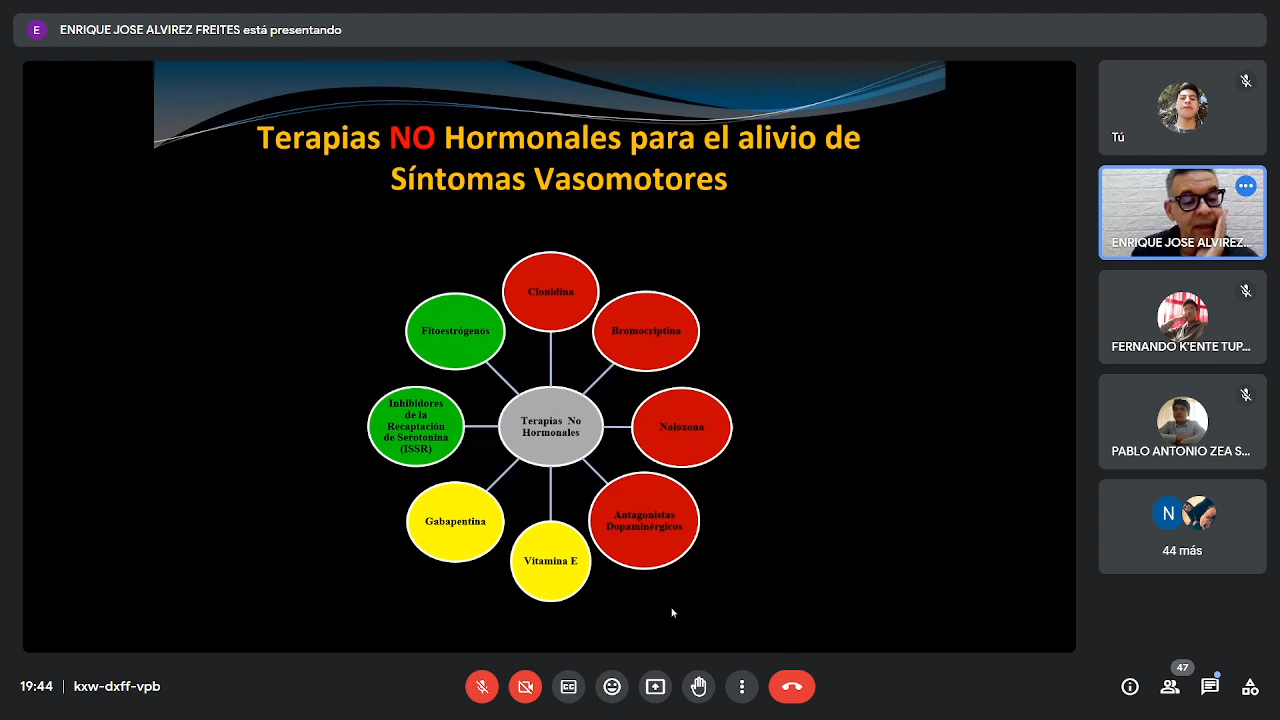 E
ENRIQUE JOSE ALVIREZ FREITES está presentando
Terapias NO Hormonales para el alivio de
Síntomas Vasomotores
Clonidina
Bromocriptina
Naloxona
Antagonistas
Dopaminérgicos
Vitamina E
Gabapentina
Inhibidores
de la
Recaptación
de Serotonina
(ISSR)
Fitoestrógenos
Terapias No
Hormonales
Tú
ENRIQUE JOSE ALVIREZ...
FERNANDO K'ENTE TUP...
PABLO ANTONIO ZEA S...
N
44 más
19:44 | kxw-dxff-vpb
47